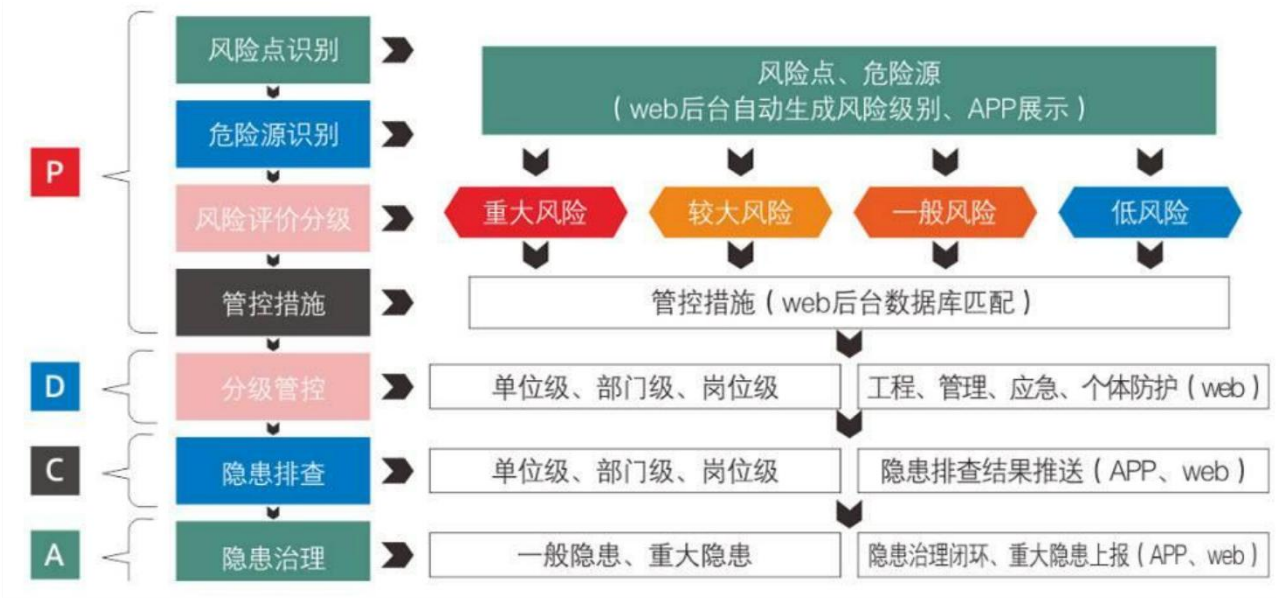 P
风险点识别
危险源识别
风险评价分级
管控措施
风险点、危险源
(web后台自动生成风险级别、APP展示)
重大风险
较大风险
一般风险
低风险
管控措施(web后台数据库匹配)
D
分级管控
单位级、部门级、岗位级
工程、管理、应急、个体防护(web)
C
隐患排查
单位级、部门级、岗位级
隐患排查结果推送(APP、web)
A
隐患治理
一般隐患、重大隐患
隐患治理闭环、重大隐患上报(APP、web)